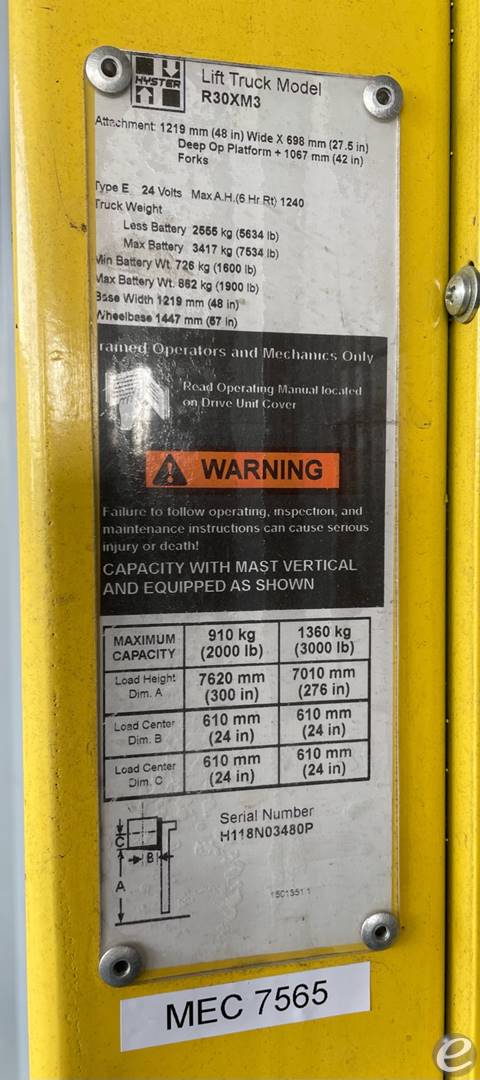 HYSTER
Lift Truck Model
R30XM3
Attachment: 1219 mm (48 in) Wide X 698 mm (27.5 in)
Deep Op Platform + 1067 mm (42 in)
Forks
Type E 24 Volts Max A.H.(6 Hr Rt) 1240
Truck Weight
Less Battery 2555 kg (5634 lb)
Max Battery 3417 kg (7534 lb)
Min Battery Wt. 726 kg (1600 lb)
Max Battery Wt. 862 kg (1900 lb)
Base Width 1219 mm (48 in)
Wheelbase 1447 mm (57 in)
rained Operators and Mechanics Only
Read Operating Manual located
on Drive Unit Cover
WARNING
Failure to follow operating, inspection, and
maintenance instructions can cause serious
injury or death!
CAPACITY WITH MAST VERTICAL
AND EQUIPPED AS SHOWN
MAXIMUM CAPACITY 910 kg (2000 lb) 1360 kg (3000 lb)
Load Height Dim. A 7620 mm (300 in) 7010 mm (276 in)
Load Center Dim. B 610 mm (24 in) 610 mm (24 in)
Load Center Dim. C 610 mm (24 in) 610 mm (24 in)
C
B
A
Serial Number
H118N03480P
MEC 7565
e